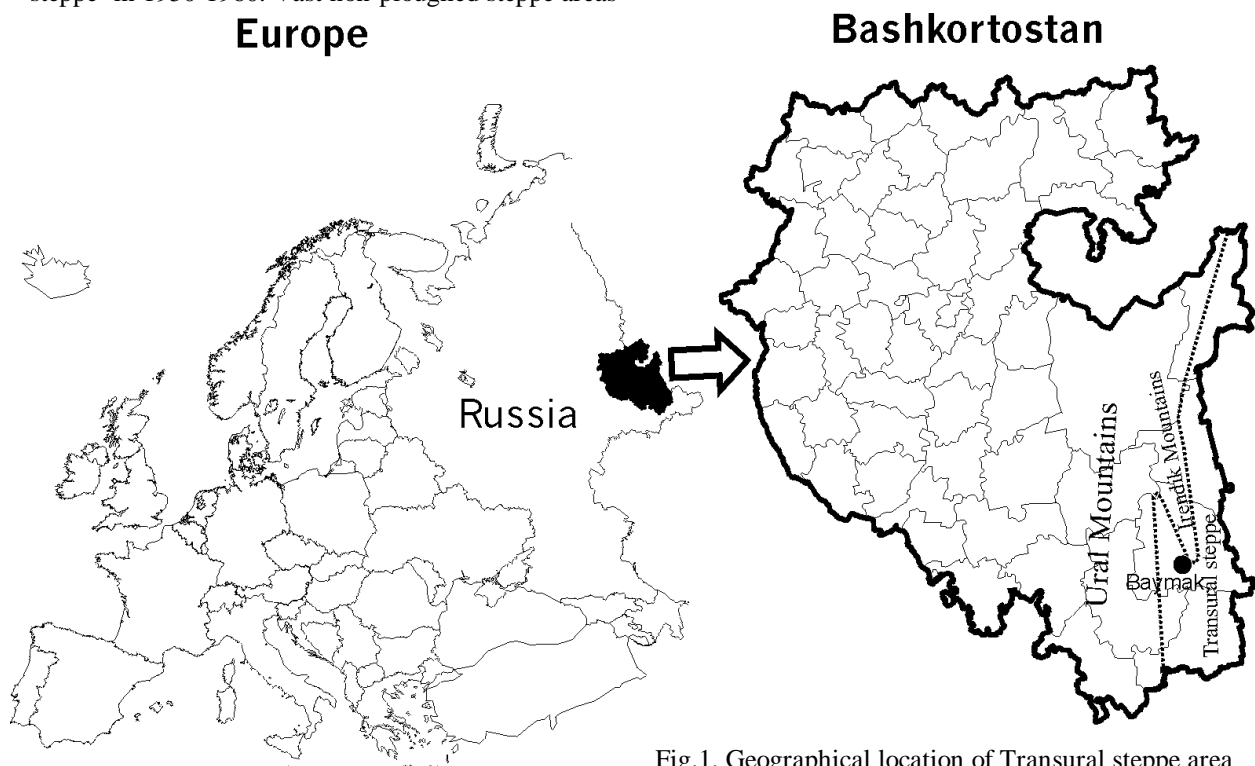 steppe" in 1950-1960. Vast non-ploughed steppe areas
Europe
Bashkortostan
Russia
Ural Mountains
Irendik Mountains
Transural steppe
Baymak
Fig.1. Geographical location of Transural steppe area